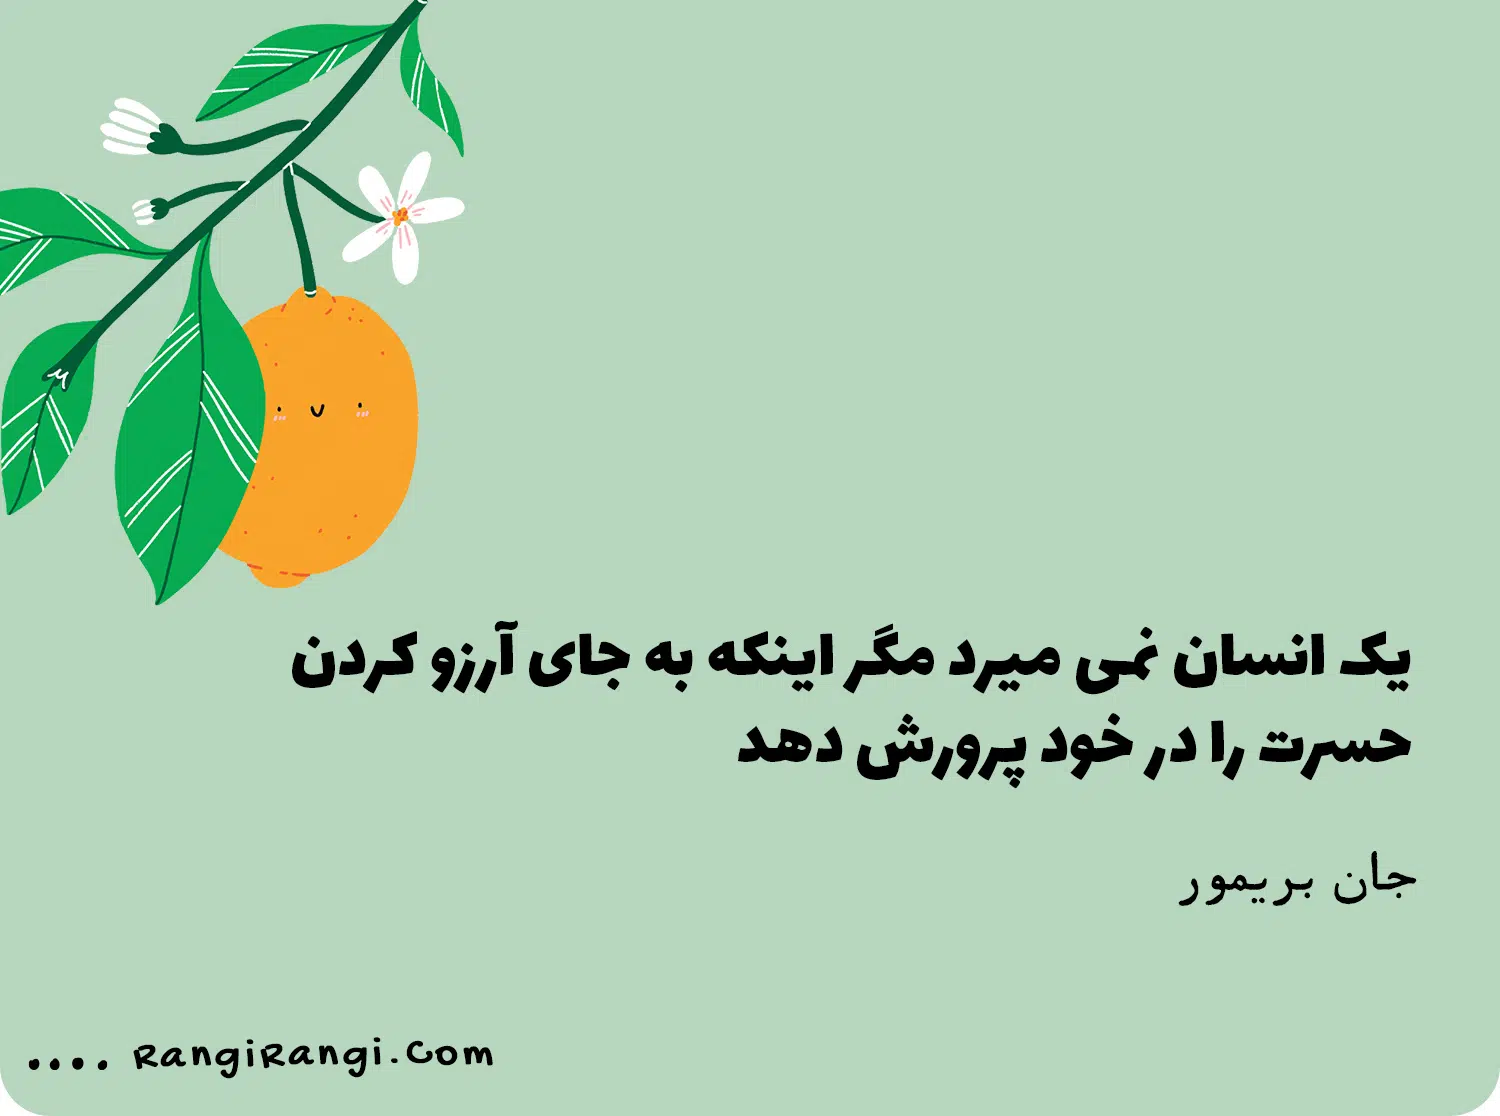 یک انسان نمی میرد مگر اینکه به جای آرزو کردن
حسرت را در خود پرورش دهد
جان بریمور
.... RangiRangi.Com